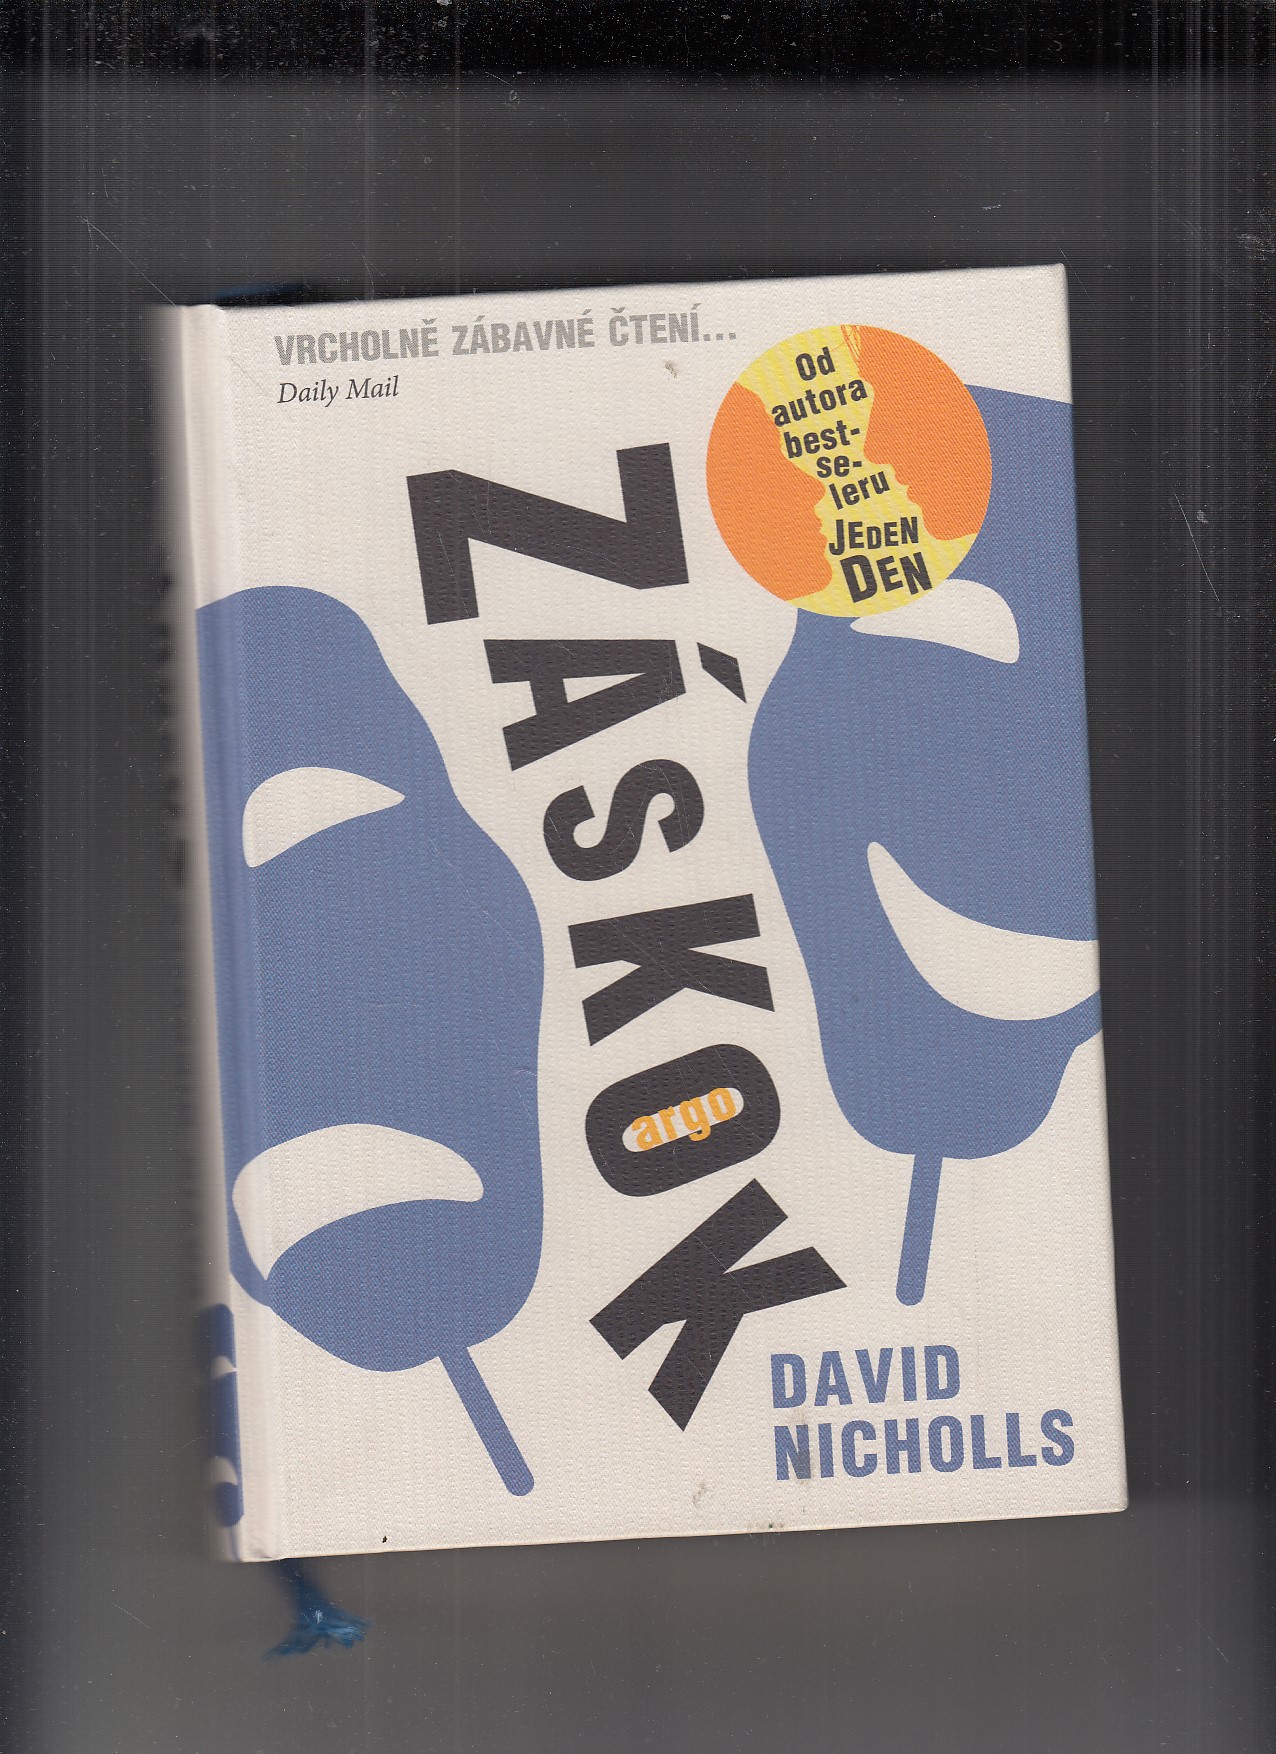 VRCHOLNĚ ZÁBAVNÉ ČTENÍ...
Daily Mail
Od
autora
best-
se-
leru
JEDEN
DEN
ZÁSKOK
argo
DAVID
NICHOLLS